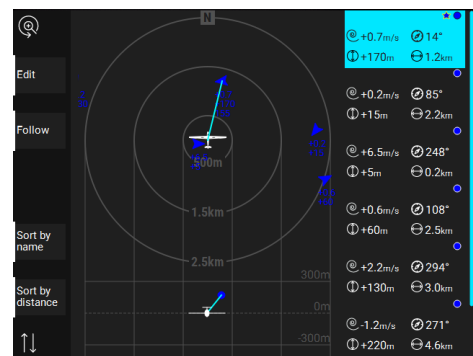 N
Edit
Follow
Sort by
name
Sort by
distance
500m
1.5km
2.5km
300m
0m
-300m
+0.7m/s 14°
+170m 1.2km
+0.2m/s 85°
+15m 2.2km
+6.5m/s 248°
+5m 0.2km
+0.6m/s 108°
+60m 2.5km
+2.2m/s 294°
+130m 3.0km
-1.2m/s 271°
+220m 4.6km